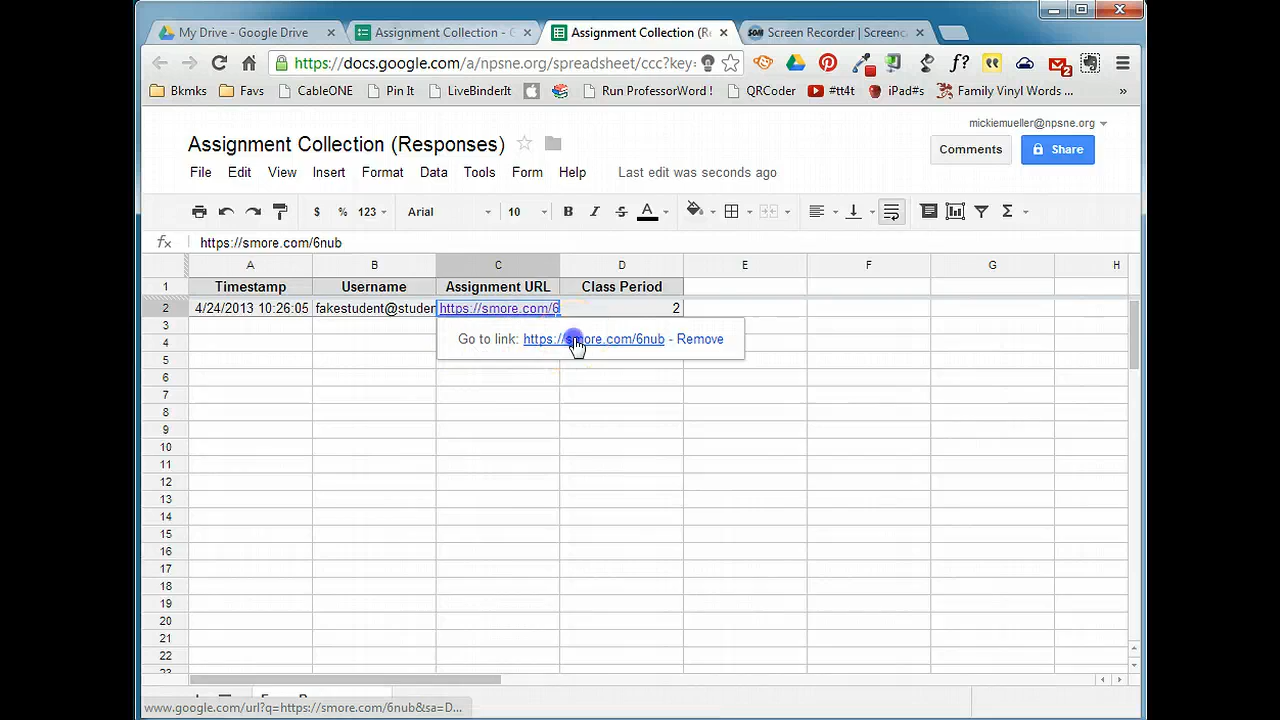 My Drive - Google Drive × Assignment Collection - G × Assignment Collection (R × SOM Screen Recorder | Screenc ×
https://docs.google.com/a/npsne.org/spreadsheet/ccc?key= f? 2
Bkmks Favs CableONE Pin It LiveBinderIt Run ProfessorWord ! QRCoder #tt4t iPad#s Family Vinyl Words ... »
mickiemueller@npsne.org
Assignment Collection (Responses) Comments Share
File Edit View Insert Format Data Tools Form Help Last edit was seconds ago
$ % 123 Arial 10 B I S A Σ
fx https://smore.com/6nub
A B C D E F G H
1 Timestamp Username Assignment URL Class Period
2 4/24/2013 10:26:05 fakestudent@studer https://smore.com/6 2
3 Go to link: https://smore.com/6nub - Remove
4
5
6
7
8
9
10
11
12
13
14
15
16
17
18
19
20
21
22
23
www.google.com/url?q=https://smore.com/6nub&sa=D...